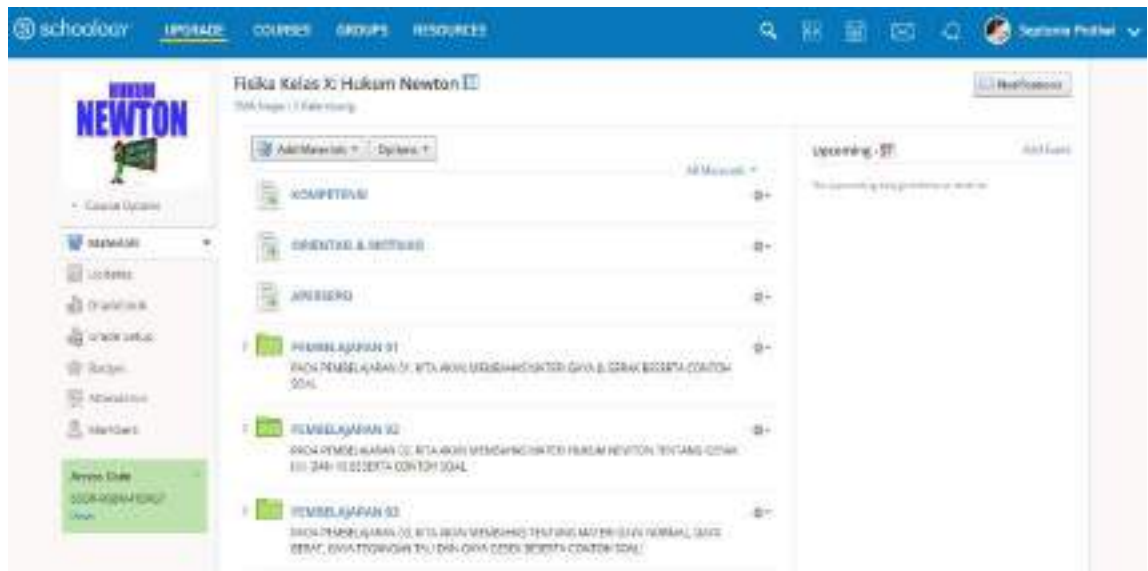 schoology UPGRADE COURSES GROUPS RESOURCES
HUKUM
NEWTON
Course Options
Materials
Updates
Gradebook
Grade Setup
Badges
Attendance
Members
Access Code
Fisika Kelas X: Hukum Newton
Notifications
Add Materials Options
All Materials
KOMPETENSI
ORIENTASI & MOTIVASI
APERSEPSI
PEMBELAJARAN 01
PADA PEMBELAJARAN 01, KITA AKAN MEMBAHAS MATERI GAYA & GERAK BESERTA CONTOH
SOAL
PEMBELAJARAN 02
PADA PEMBELAJARAN 02, KITA AKAN MEMBAHAS MATERI HUKUM NEWTON TENTANG GERAK
BESERTA CONTOH SOAL
PEMBELAJARAN 03
PADA PEMBELAJARAN 03, KITA AKAN MEMBAHAS TENTANG MATERI GAYA NORMAL, GAYA
BERAT, GAYA TEGANGAN TALI DAN GAYA GESEK BESERTA CONTOH SOAL
Upcoming
Add Event